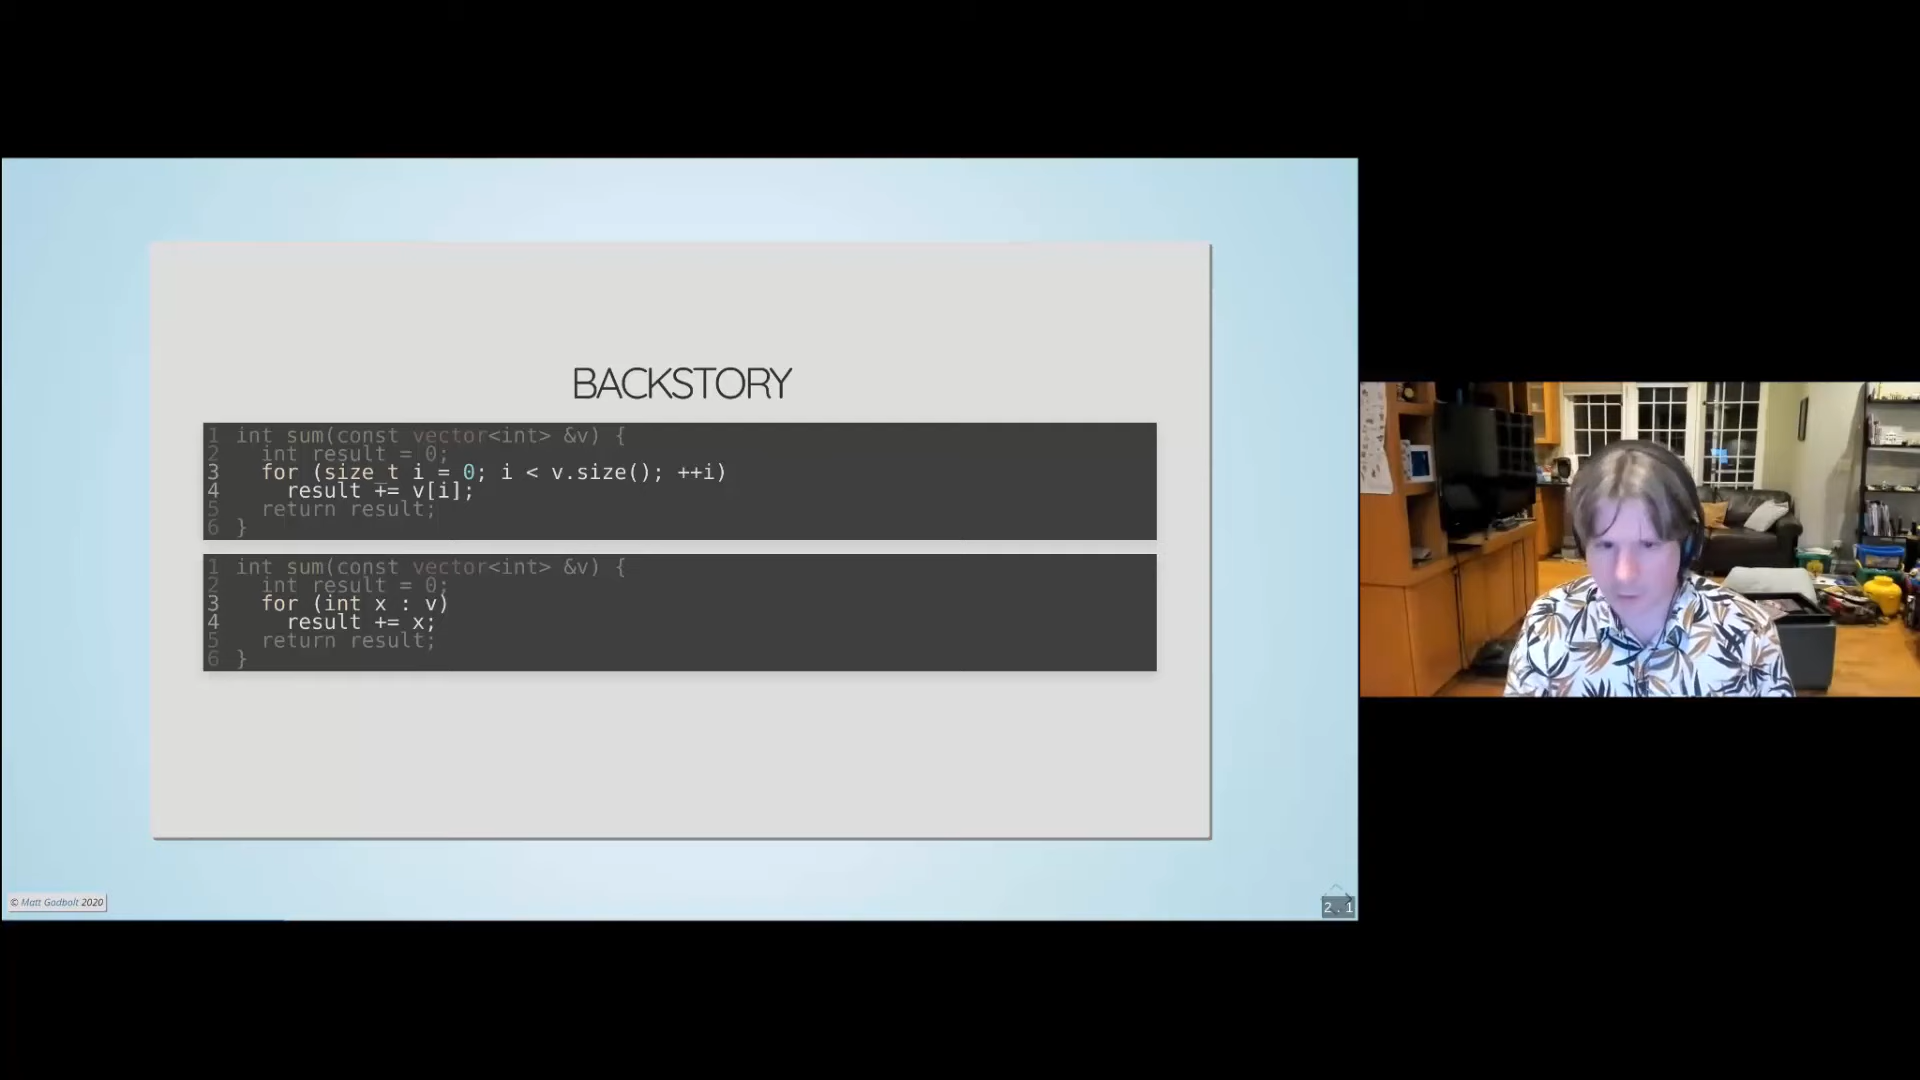 BACKSTORY
1 int sum(const vector<int> &v) {
2   int result = 0;
3   for (size_t i = 0; i < v.size(); ++i)
4     result += v[i];
5   return result;
6 }
1 int sum(const vector<int> &v) {
2   int result = 0;
3   for (int x : v)
4     result += x;
5   return result;
6 }
© Matt Godbolt 2020
2.1